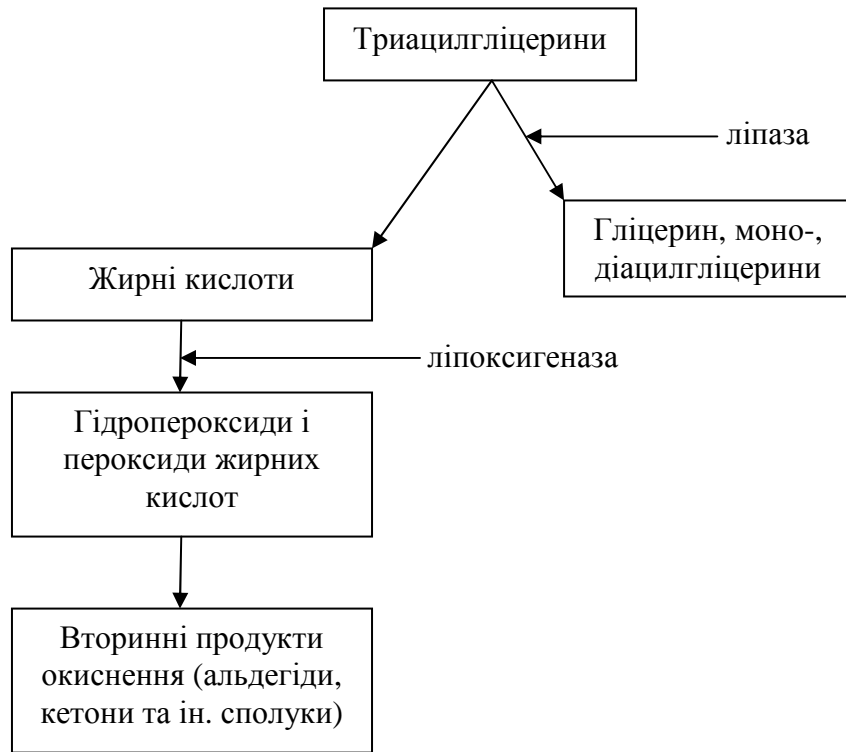 Триацилгліцерини
ліпаза
Гліцерин, моно-,
діацилгліцерини
Жирні кислоти
ліпоксигеназа
Гідропероксиди і
пероксиди жирних
кислот
Вторинні продукти
окиснення (альдегіди,
кетони та ін. сполуки)